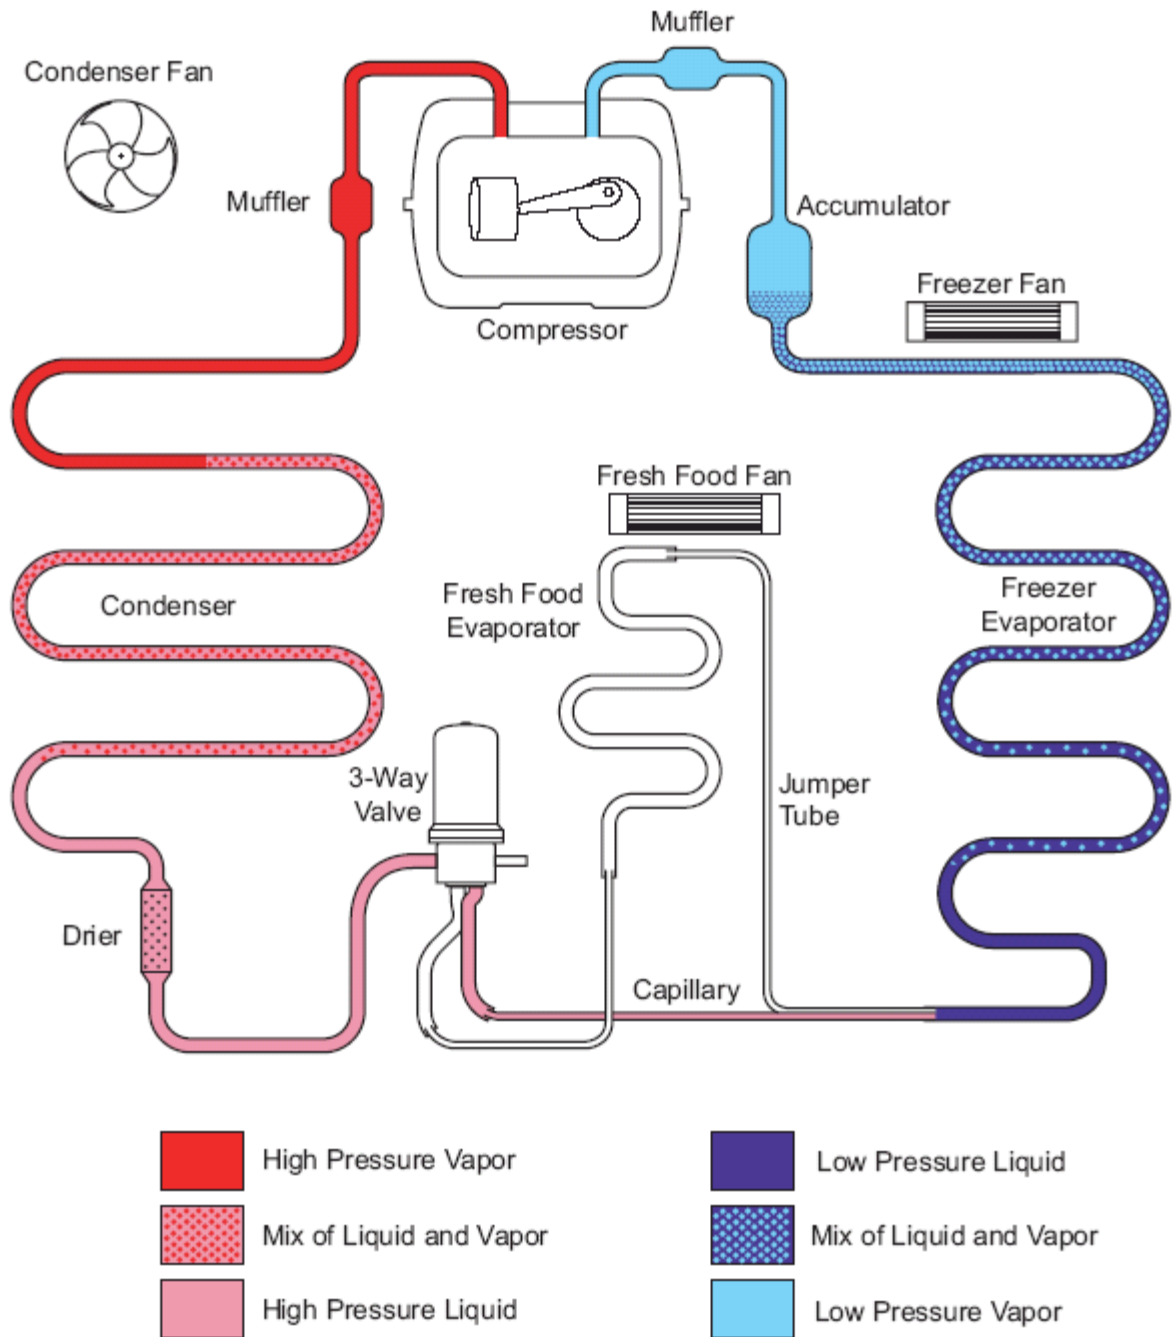 Muffler
Condenser Fan
Muffler
Accumulator
Freezer Fan
Compressor
Fresh Food Fan
Condenser
Fresh Food
Evaporator
Freezer
Evaporator
3-Way
Valve
Jumper
Tube
Drier
Capillary
High Pressure Vapor
Low Pressure Liquid
Mix of Liquid and Vapor
Mix of Liquid and Vapor
High Pressure Liquid
Low Pressure Vapor